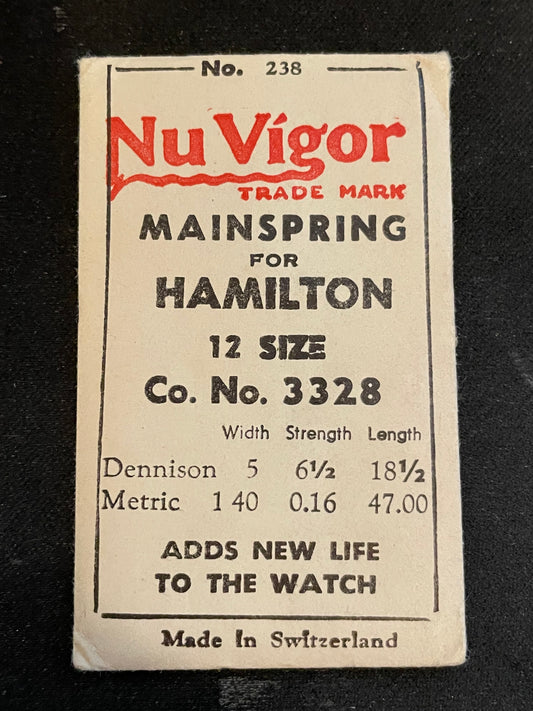 No. 238
Nu Vígor
TRADE MARK
MAINSPRING
FOR
HAMILTON
12 SIZE
Co. No. 3328
Width Strength Length
Dennison 5 6½ 18½
Metric 1 40 0.16 47.00
ADDS NEW LIFE
TO THE WATCH
Made In Switzerland